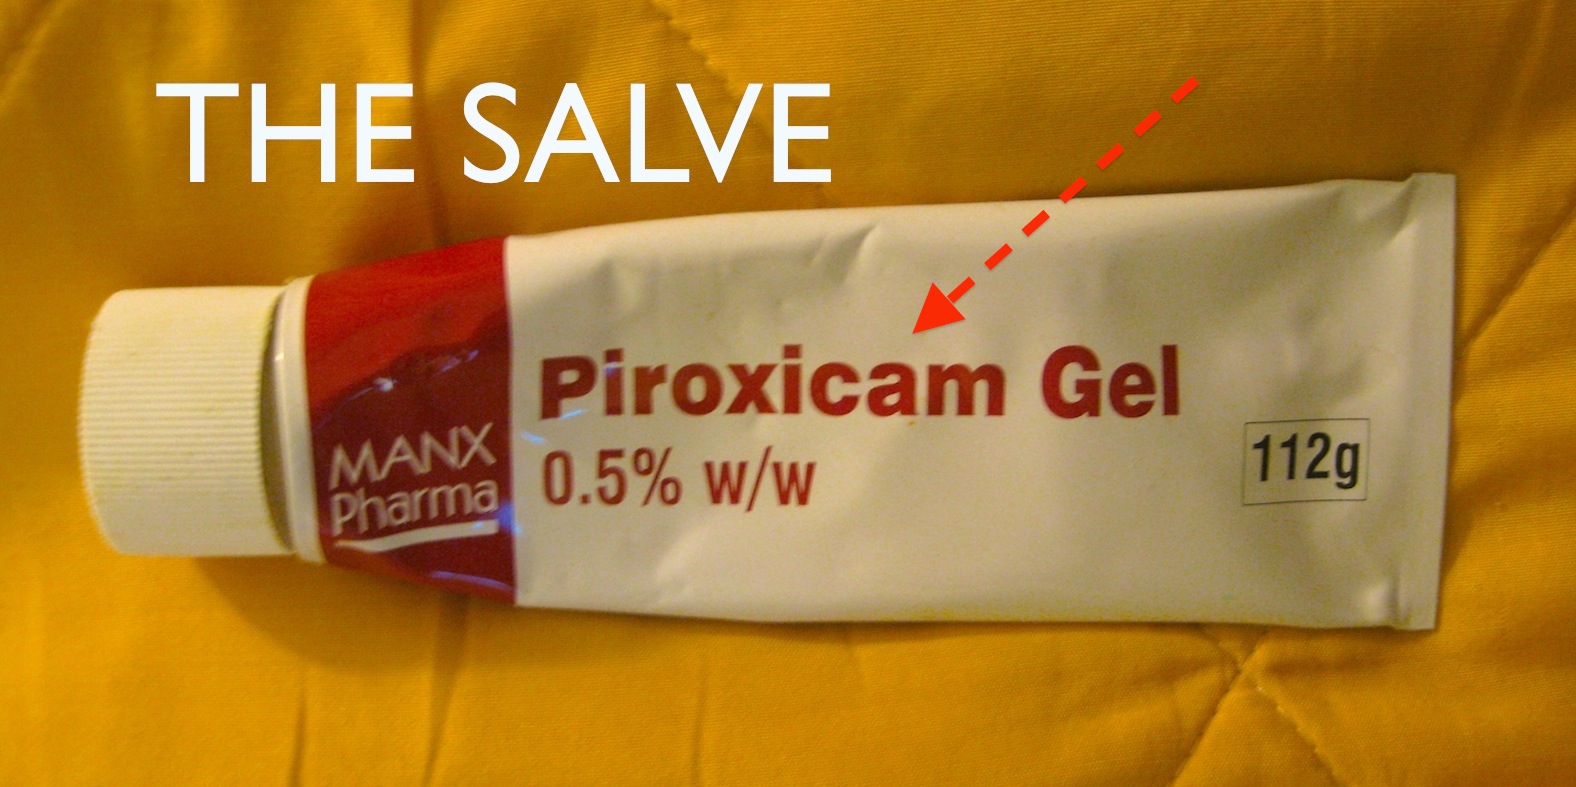 THE SALVE
MANX
Pharma
Piroxicam Gel
0.5% w/w
112g